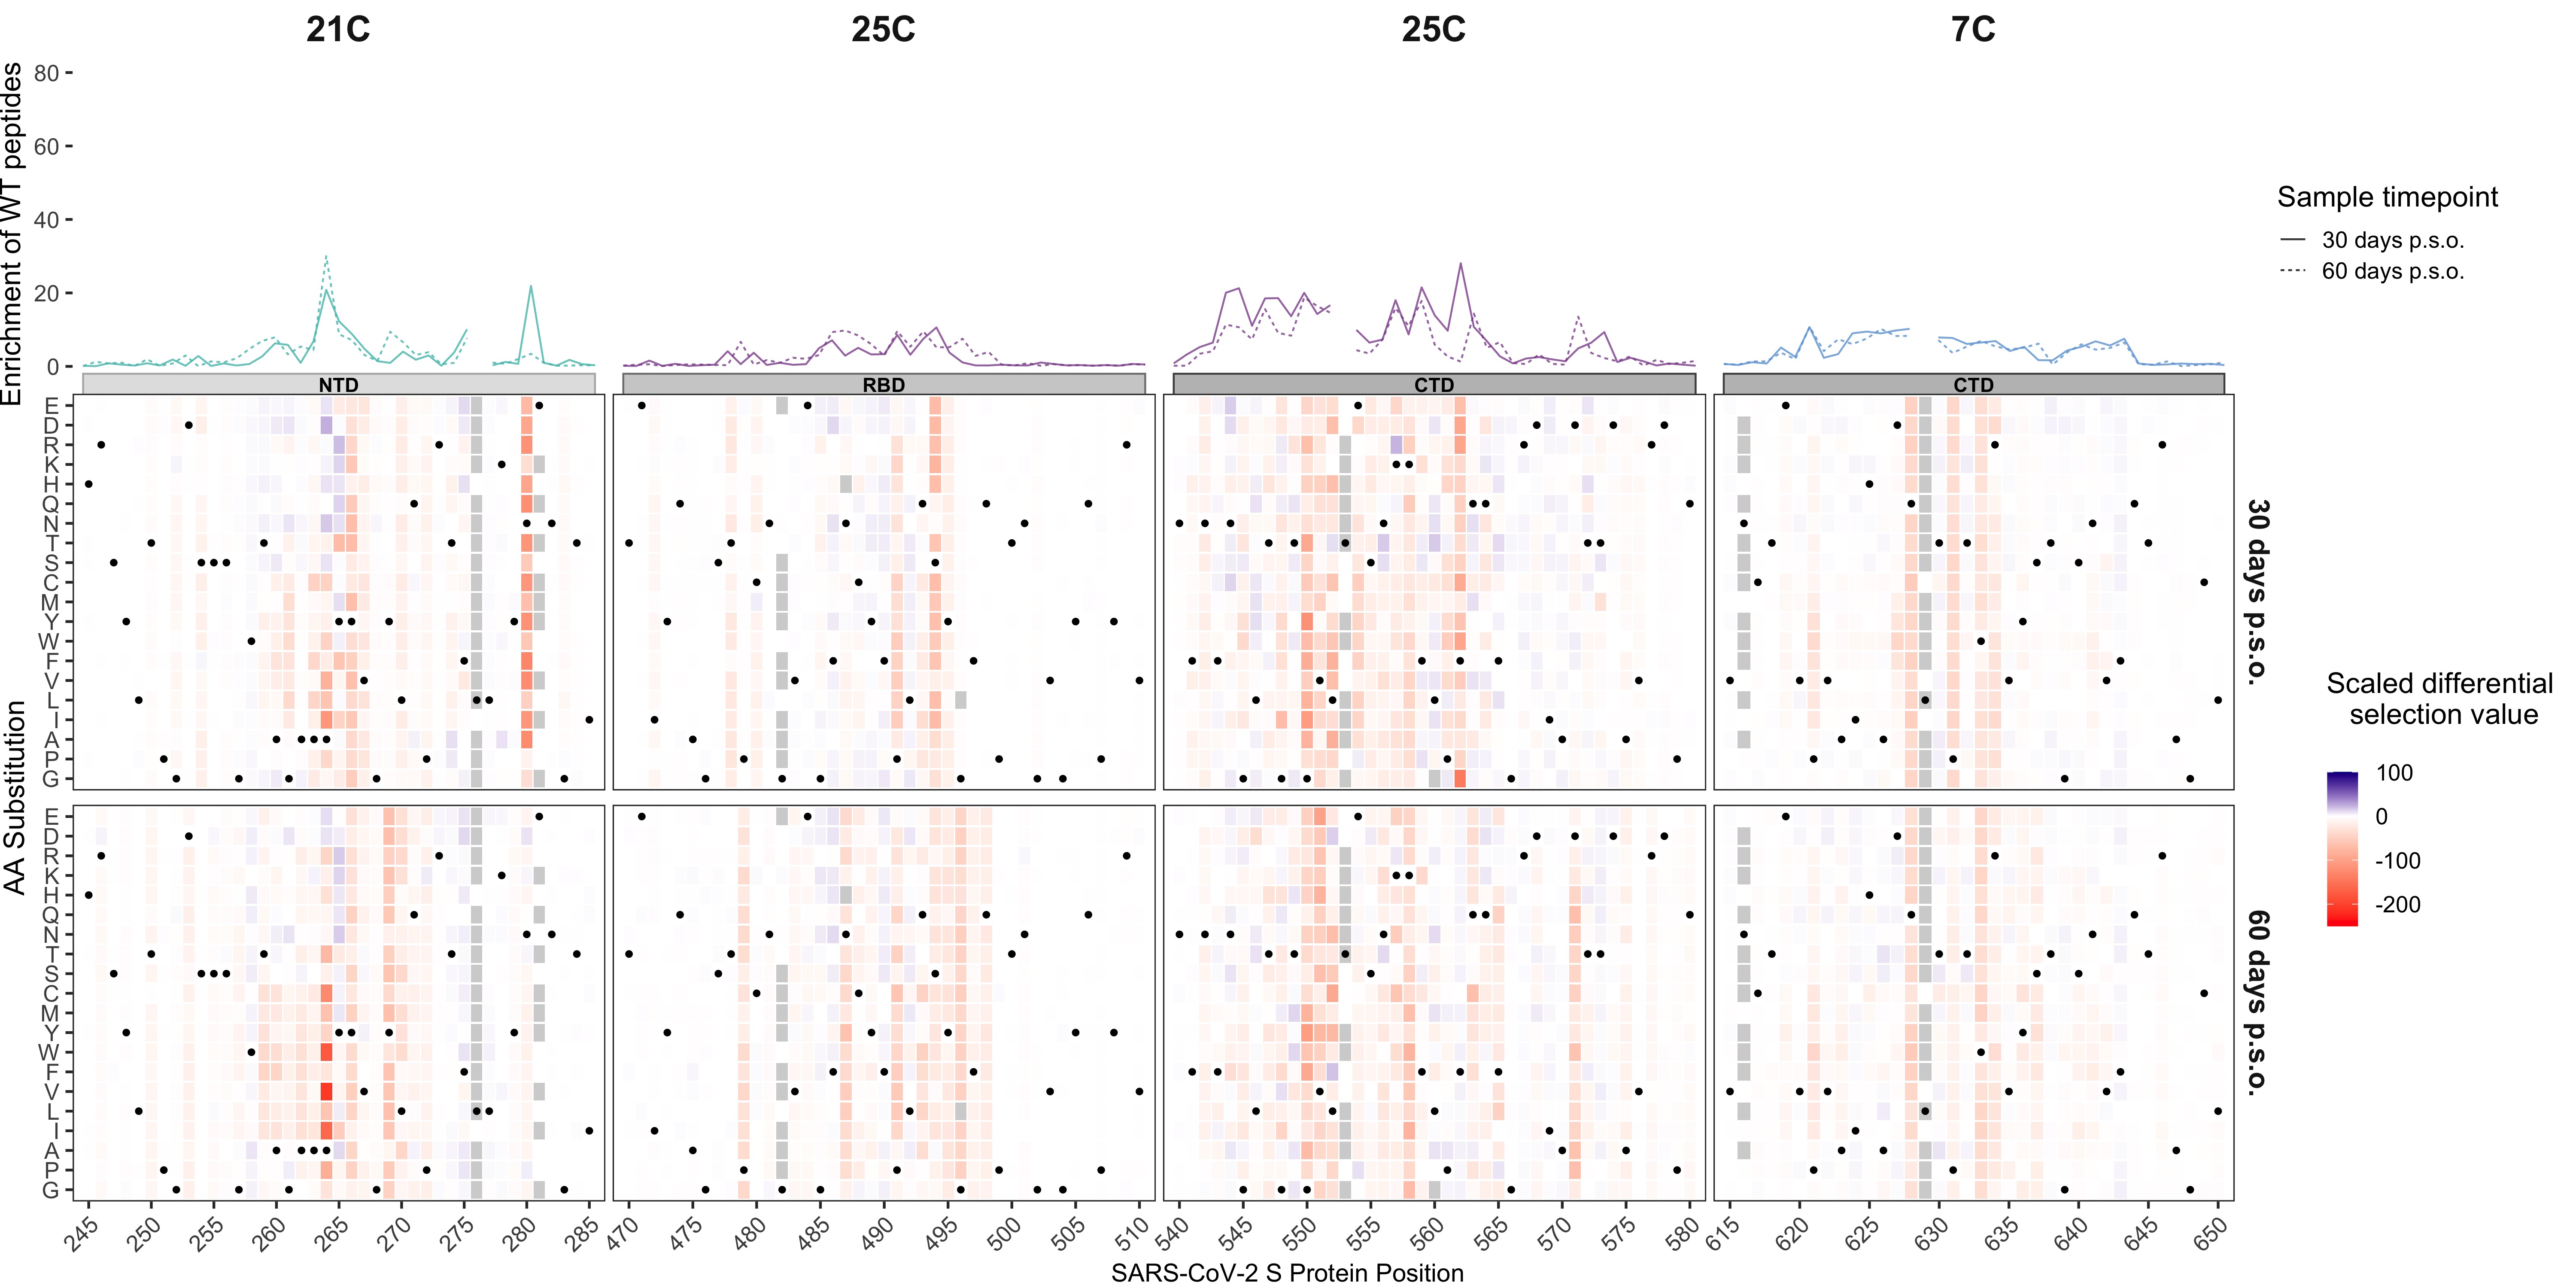 21C 25C 25C 7C
Enrichment of WT peptides
80
60
40
20
0
NTD RBD CTD CTD
Sample timepoint
30 days p.s.o.
60 days p.s.o.
AA Substitution
E
D
R
K
H
Q
N
T
S
C
M
Y
W
F
V
L
I
A
P
G
30 days p.s.o.
E
D
R
K
H
Q
N
T
S
C
M
Y
W
F
V
L
I
A
P
G
60 days p.s.o.
Scaled differential
selection value
100
0
-100
-200
245 250 255 260 265 270 275 280 285 470 475 480 485 490 495 500 505 510 540 545 550 555 560 565 570 575 580 615 620 625 630 635 640 645 650
SARS-CoV-2 S Protein Position